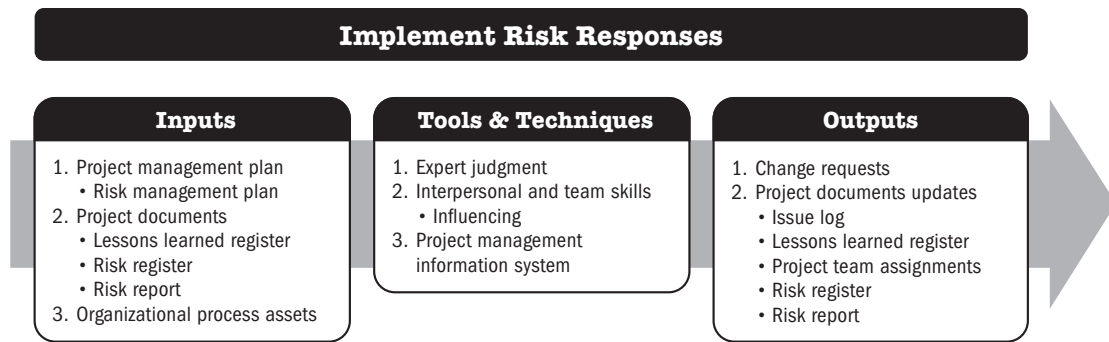 Implement Risk Responses
Inputs
1. Project management plan
• Risk management plan
2. Project documents
• Lessons learned register
• Risk register
• Risk report
3. Organizational process assets
Tools & Techniques
1. Expert judgment
2. Interpersonal and team skills
• Influencing
3. Project management
information system
Outputs
1. Change requests
2. Project documents updates
• Issue log
• Lessons learned register
• Project team assignments
• Risk register
• Risk report